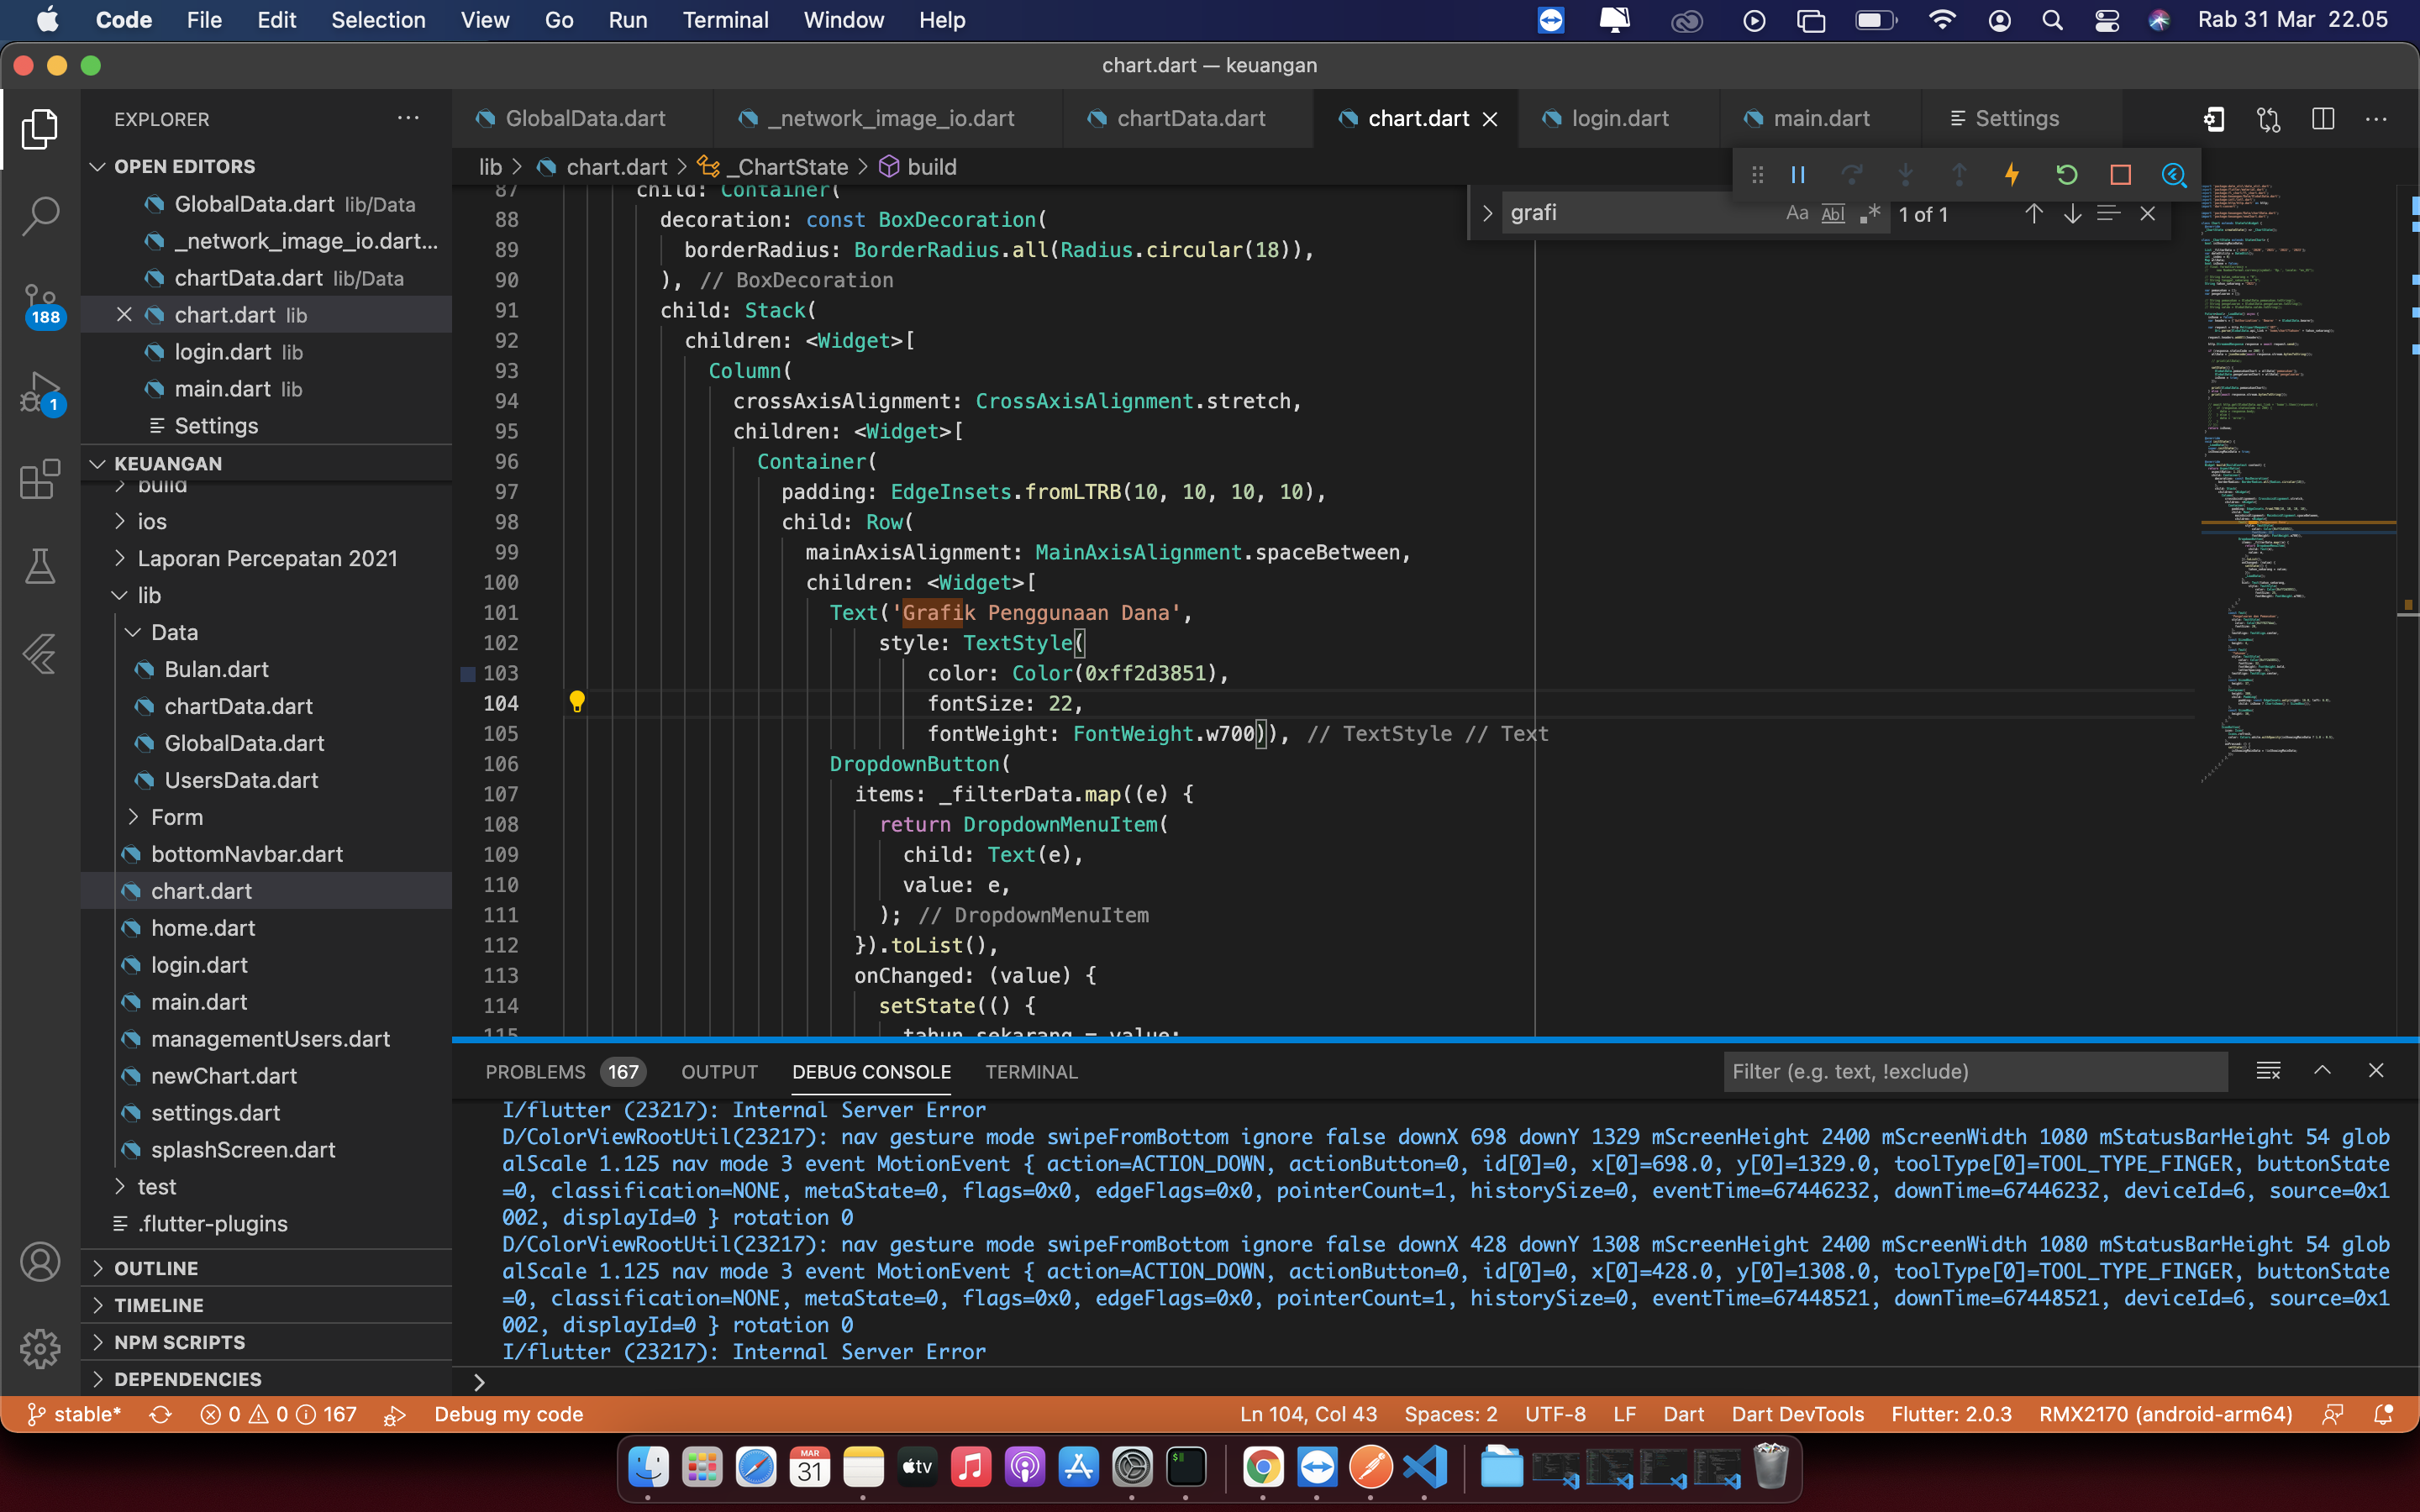 Code File Edit Selection View Go Run Terminal Window Help Rab 31 Mar 22.05
chart.dart — keuangan
EXPLORER
OPEN EDITORS
GlobalData.dart lib/Data
_network_image_io.dart...
chartData.dart lib/Data
chart.dart lib
login.dart lib
main.dart lib
Settings
KEUANGAN
build
ios
Laporan Percepatan 2021
lib
Data
Bulan.dart
chartData.dart
GlobalData.dart
UsersData.dart
Form
bottomNavbar.dart
chart.dart
home.dart
login.dart
main.dart
managementUsers.dart
newChart.dart
settings.dart
splashScreen.dart
test
.flutter-plugins
OUTLINE
TIMELINE
NPM SCRIPTS
DEPENDENCIES
188
1
GlobalData.dart _network_image_io.dart chartData.dart chart.dart login.dart main.dart Settings
lib > chart.dart > _ChartState > build
grafi Aa Abl .* 1 of 1
87 child: Container(
88 decoration: const BoxDecoration(
89 borderRadius: BorderRadius.all(Radius.circular(18)),
90 ), // BoxDecoration
91 child: Stack(
92 children: <Widget>[
93 Column(
94 crossAxisAlignment: CrossAxisAlignment.stretch,
95 children: <Widget>[
96 Container(
97 padding: EdgeInsets.fromLTRB(10, 10, 10, 10),
98 child: Row(
99 mainAxisAlignment: MainAxisAlignment.spaceBetween,
100 children: <Widget>[
101 Text('Grafik Penggunaan Dana',
102 style: TextStyle(
103 color: Color(0xff2d3851),
104 fontSize: 22,
105 fontWeight: FontWeight.w700)), // TextStyle // Text
106 DropdownButton(
107 items: _filterData.map((e) {
108 return DropdownMenuItem(
109 child: Text(e),
110 value: e,
111 ); // DropdownMenuItem
112 }).toList(),
113 onChanged: (value) {
114 setState(() {
115 tahun_sekarang = value;
PROBLEMS 167 OUTPUT DEBUG CONSOLE TERMINAL Filter (e.g. text, !exclude)
I/flutter (23217): Internal Server Error
D/ColorViewRootUtil(23217): nav gesture mode swipeFromBottom ignore false downX 698 downY 1329 mScreenHeight 2400 mScreenWidth 1080 mStatusBarHeight 54 glob
alScale 1.125 nav mode 3 event MotionEvent { action=ACTION_DOWN, actionButton=0, id[0]=0, x[0]=698.0, y[0]=1329.0, toolType[0]=TOOL_TYPE_FINGER, buttonState
=0, classification=NONE, metaState=0, flags=0x0, edgeFlags=0x0, pointerCount=1, historySize=0, eventTime=67446232, downTime=67446232, deviceId=6, source=0x1
002, displayId=0 } rotation 0
D/ColorViewRootUtil(23217): nav gesture mode swipeFromBottom ignore false downX 428 downY 1308 mScreenHeight 2400 mScreenWidth 1080 mStatusBarHeight 54 glob
alScale 1.125 nav mode 3 event MotionEvent { action=ACTION_DOWN, actionButton=0, id[0]=0, x[0]=428.0, y[0]=1308.0, toolType[0]=TOOL_TYPE_FINGER, buttonState
=0, classification=NONE, metaState=0, flags=0x0, edgeFlags=0x0, pointerCount=1, historySize=0, eventTime=67448521, downTime=67448521, deviceId=6, source=0x1
002, displayId=0 } rotation 0
I/flutter (23217): Internal Server Error
stable* 0 0 167 Debug my code Ln 104, Col 43 Spaces: 2 UTF-8 LF Dart Dart DevTools Flutter: 2.0.3 RMX2170 (android-arm64)
MAR
31
tv